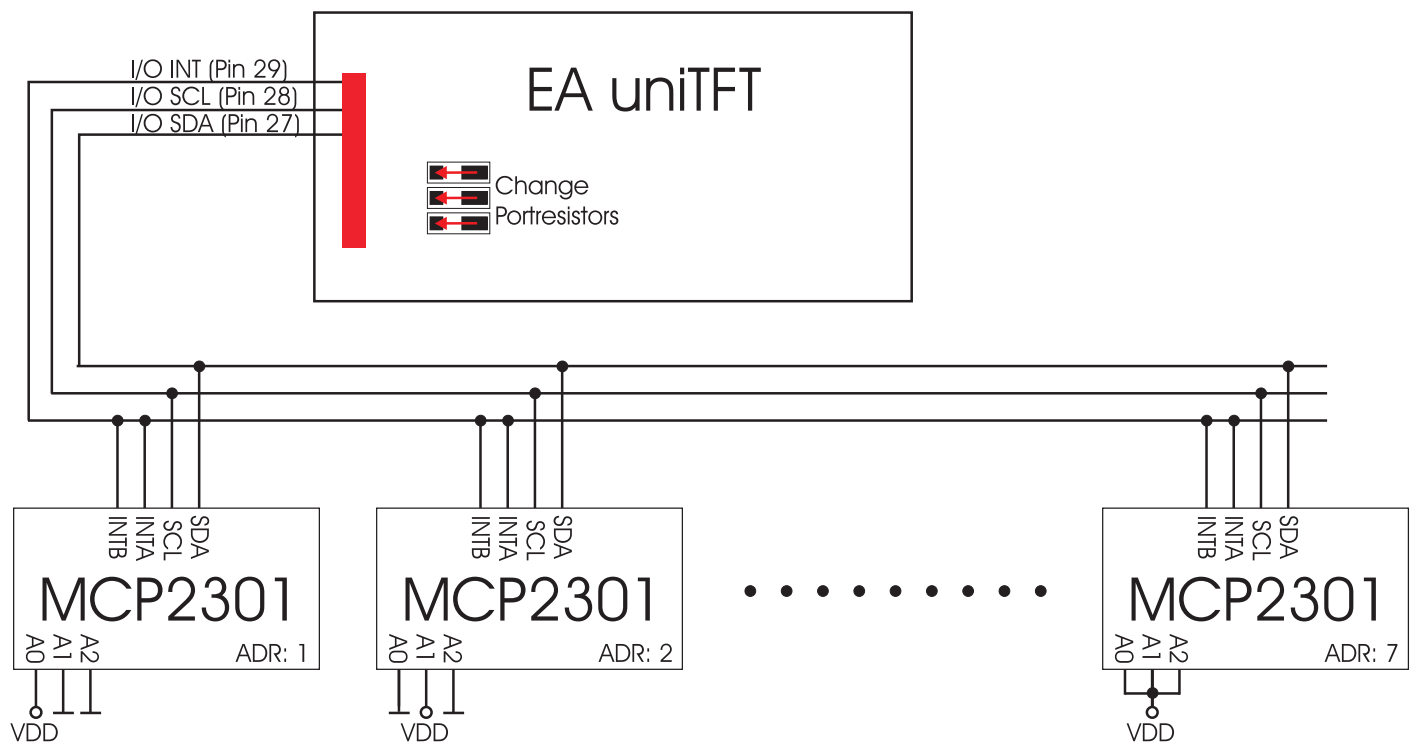 I/O INT (Pin 29)
I/O SCL (Pin 28)
I/O SDA (Pin 27)
EA uniTFT
Change
Portresistors
INTB INTA SCL SDA
MCP2301
A0 A1 A2
ADR: 1
VDD
INTB INTA SCL SDA
MCP2301
A0 A1 A2
ADR: 2
VDD
INTB INTA SCL SDA
MCP2301
A0 A1 A2
ADR: 7
VDD